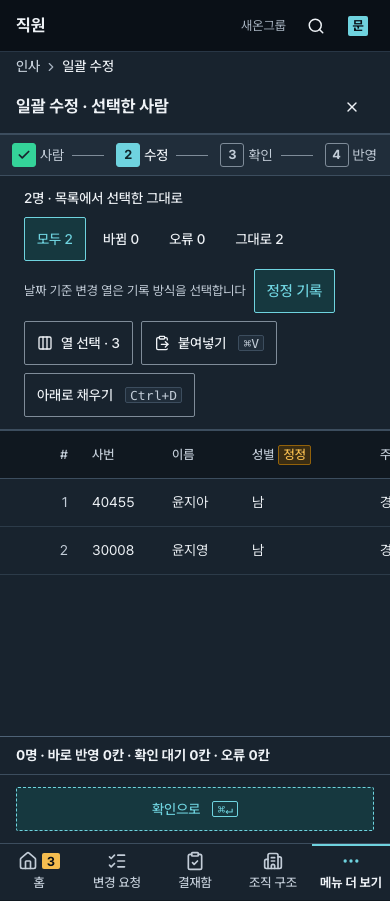 직원
새온그룹
문
인사 > 일괄 수정
일괄 수정 · 선택한 사람
사람
2 수정
3 확인
4 반영
2명 · 목록에서 선택한 그대로
모두 2
바뀜 0
오류 0
그대로 2
날짜 기준 변경 열은 기록 방식을 선택합니다
정정 기록
열 선택 · 3
붙여넣기 ⌘V
아래로 채우기 Ctrl+D
# 사번 이름 성별 정정
1 40455 윤지아 남
2 30008 윤지영 남
0명 · 바로 반영 0칸 · 확인 대기 0칸 · 오류 0칸
확인으로 ⌘↵
3
홈
변경 요청
결재함
조직 구조
메뉴 더 보기